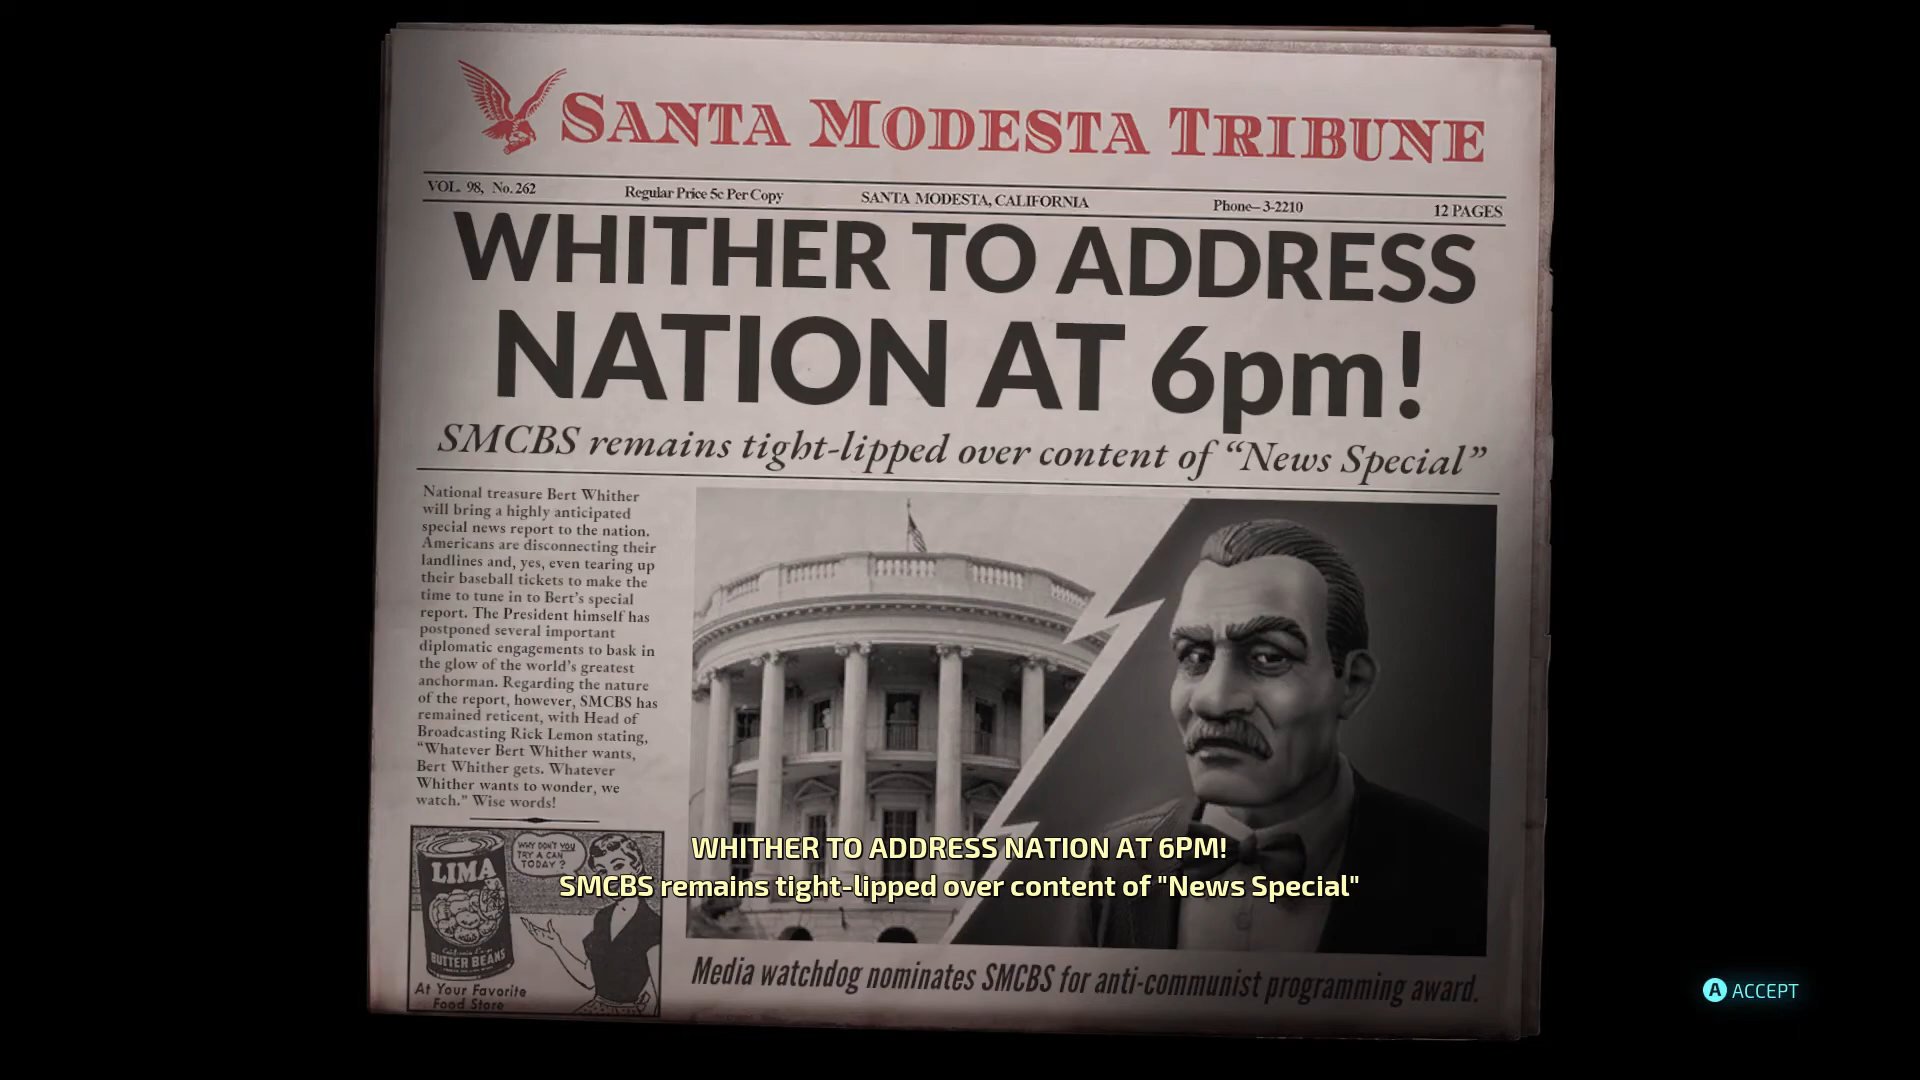 SANTA MODESTA TRIBUNE
VOL. 98, No. 262 Regular Price 5c Per Copy SANTA MODESTA, CALIFORNIA Phone– 3-2210 12 PAGES
WHITHER TO ADDRESS
NATION AT 6pm!
SMCBS remains tight-lipped over content of “News Special”
National treasure Bert Whither
will bring a highly anticipated
special news report to the nation.
Americans are disconnecting their
landlines and, yes, even tearing up
their baseball tickets to make the
time to tune in to Bert’s special
report. The President himself has
postponed several important
diplomatic engagements to bask in
the glow of the world’s greatest
anchorman. Regarding the nature
of the report, however, SMCBS has
remained reticent, with Head of
Broadcasting Rick Lemon stating,
“Whatever Bert Whither wants,
Bert Whither gets. Whatever
Whither wants to wonder, we
watch.” Wise words!
WHY DON'T YOU
TRY A CAN
TODAY?
LIMA
BUTTER BEANS
At Your Favorite
Food Store
WHITHER TO ADDRESS NATION AT 6PM!
SMCBS remains tight-lipped over content of "News Special"
Media watchdog nominates SMCBS for anti-communist programming award.
A ACCEPT